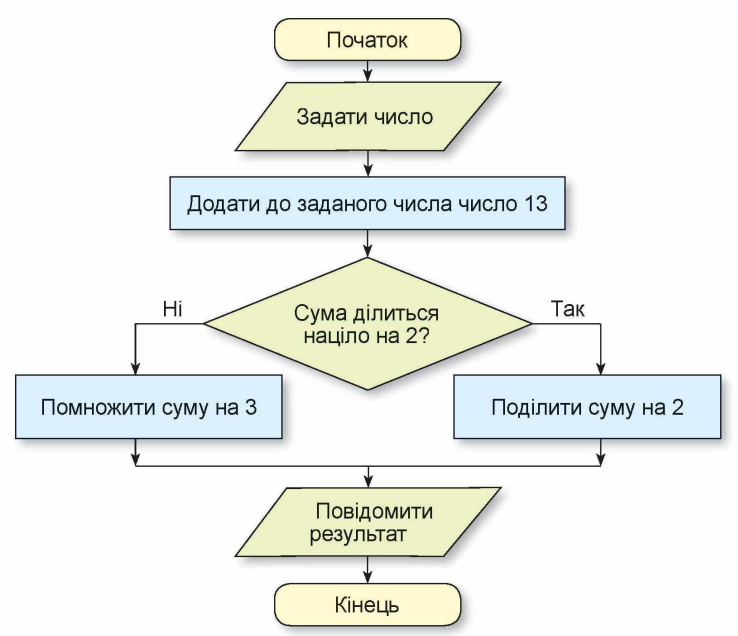 Початок
Задати число
Додати до заданого числа число 13
Сума ділиться
націло на 2?
Ні
Так
Помножити суму на 3
Поділити суму на 2
Повідомити
результат
Кінець